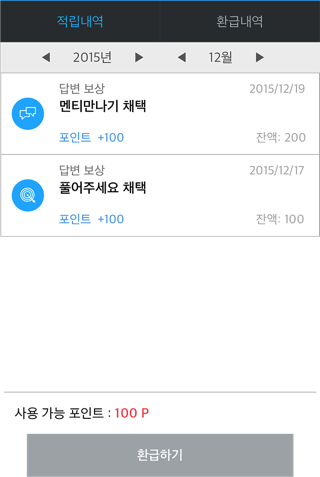 적립내역 환급내역
◀ 2015년 ▶ ◀ 12월 ▶
답변 보상 2015/12/19
멘티만나기 채택
포인트 +100 잔액: 200
답변 보상 2015/12/17
풀어주세요 채택
포인트 +100 잔액: 100
사용 가능 포인트 : 100 P
환급하기